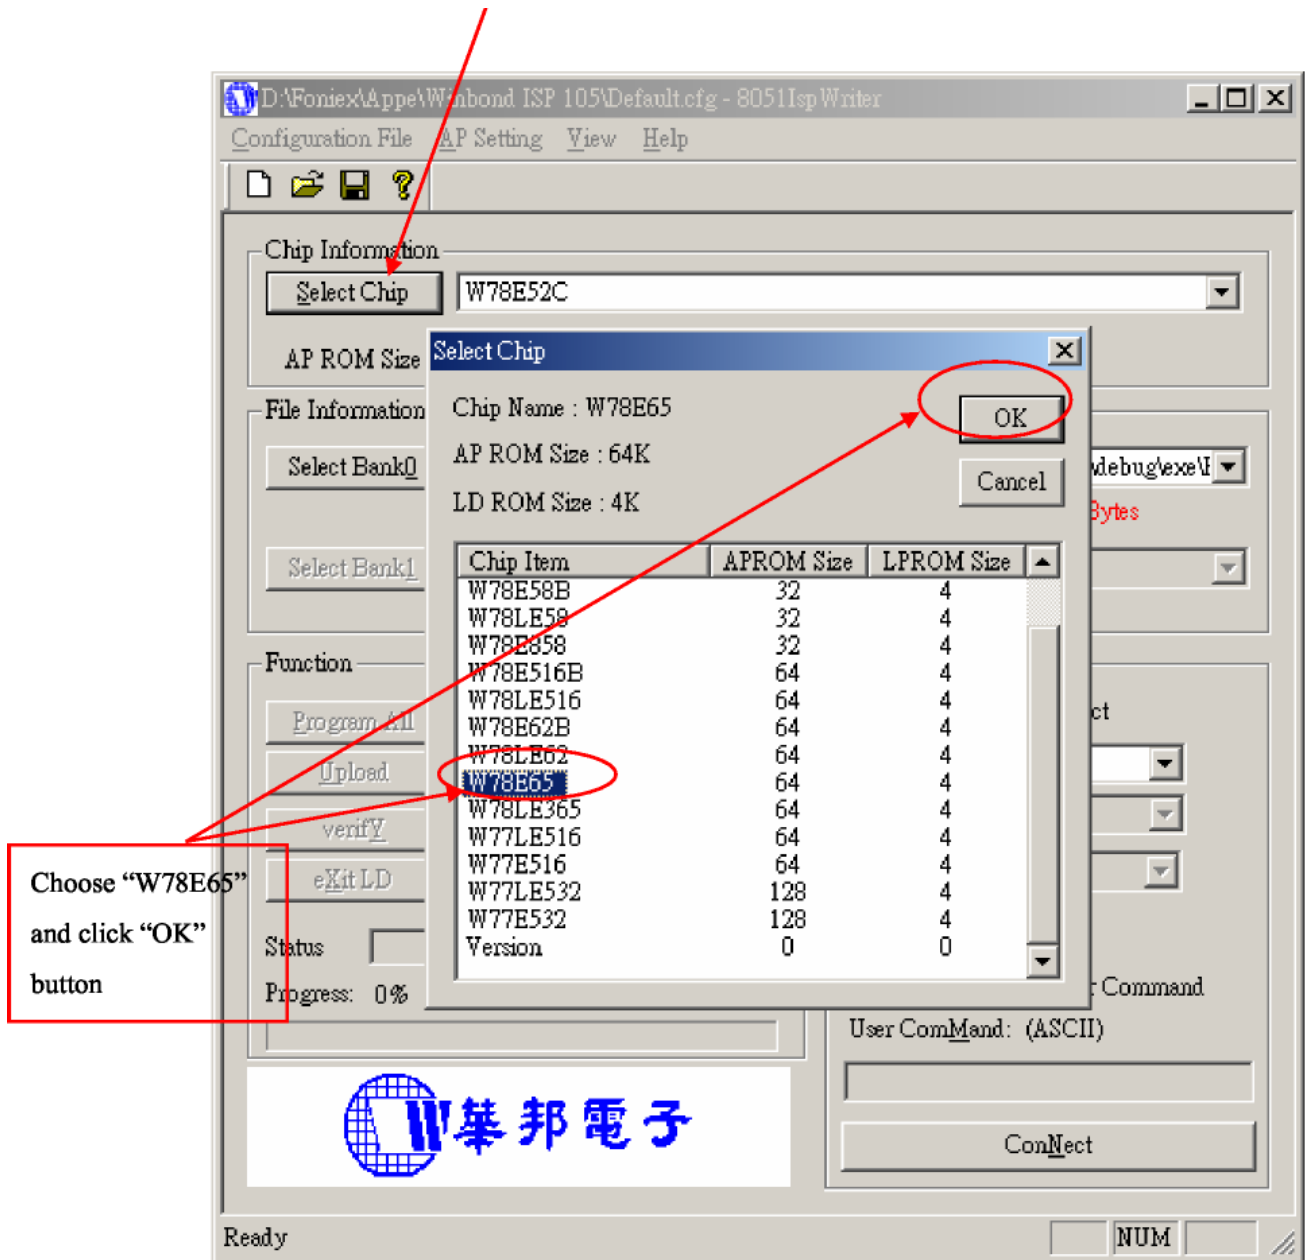 D:\Foniex\Appe\Winbond ISP 105\Default.cfg - 8051IspWriter
Configuration File AP Setting View Help
Chip Information
Select Chip W78E52C
AP ROM Size
Select Chip
Chip Name : W78E65
OK
AP ROM Size : 64K
Cancel
LD ROM Size : 4K
File Information
Select Bank0
\debug\exe\
Bytes
Select Bank1
Chip Item APROM Size LPROM Size
W78E58B 32 4
W78LE58 32 4
W78E858 32 4
W78E516B 64 4
W78LE516 64 4
W78E62B 64 4
W78LE62 64 4
W78E65 64 4
W78LE365 64 4
W77LE516 64 4
W77E516 64 4
W77LE532 128 4
W77E532 128 4
Version 0 0
Function
Program All
Upload
verifY
eXit LD
ct
Choose “W78E65”
and click “OK”
button
Status
Progress: 0%
Command
User ComMand: (ASCII)
ConNect
W華邦電子
Ready NUM